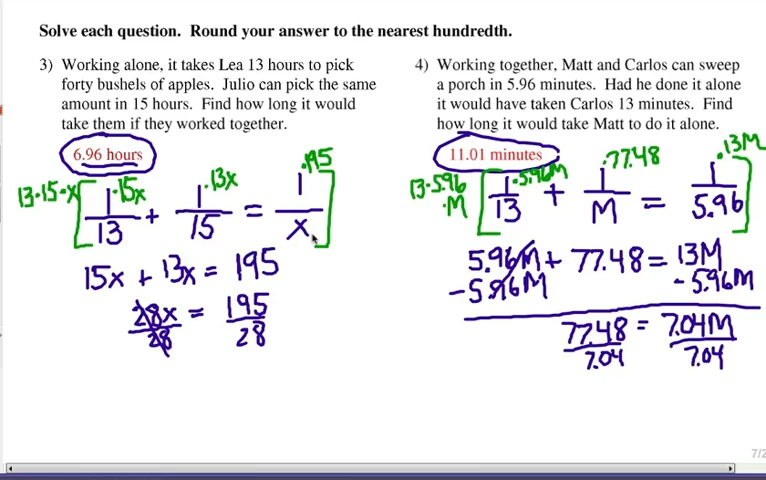 Solve each question. Round your answer to the nearest hundredth.
3) Working alone, it takes Lea 13 hours to pick
forty bushels of apples. Julio can pick the same
amount in 15 hours. Find how long it would
take them if they worked together.
6.96 hours
13·15·x [ 1/13 ·15x + 1/15 ·13x = 1/x ·195 ]
15x + 13x = 195
28x/28 = 195/28
4) Working together, Matt and Carlos can sweep
a porch in 5.96 minutes. Had he done it alone
it would have taken Carlos 13 minutes. Find
how long it would take Matt to do it alone.
11.01 minutes
13·5.96·M [ 1/13 ·5.96M + 1/M ·77.48 = 1/5.96 ·13M ]
5.96M + 77.48 = 13M
-5.96M - 5.96M
77.48/7.04 = 7.04M/7.04
7/2